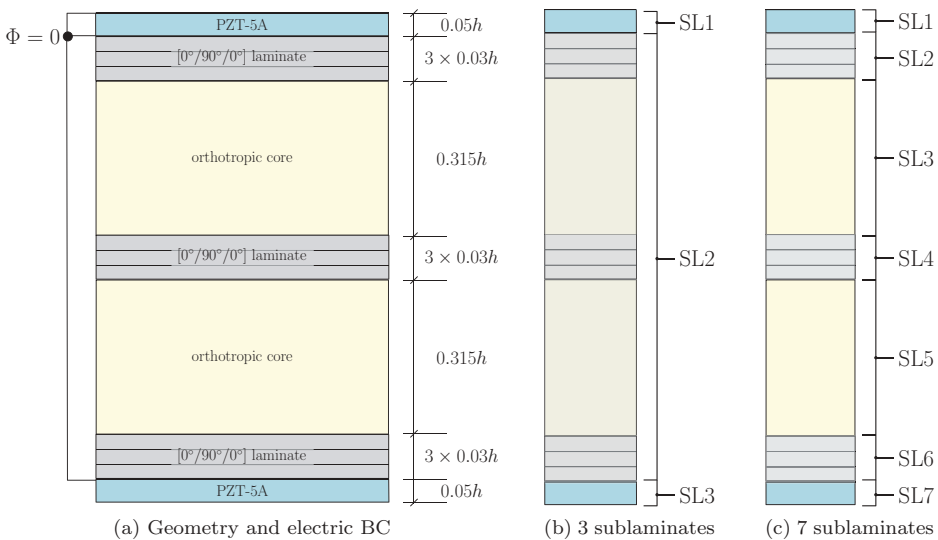 PZT-5A
Φ = 0
[0°/90°/0°] laminate
orthotropic core
[0°/90°/0°] laminate
orthotropic core
[0°/90°/0°] laminate
PZT-5A
0.05h
3 × 0.03h
0.315h
3 × 0.03h
0.315h
3 × 0.03h
0.05h
(a) Geometry and electric BC
SL1
SL2
SL3
(b) 3 sublaminates
SL1
SL2
SL3
SL4
SL5
SL6
SL7
(c) 7 sublaminates